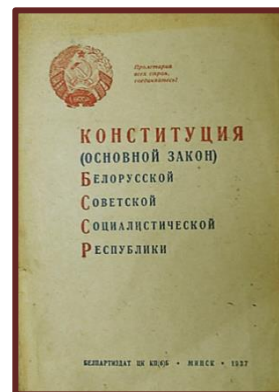 Пролетарии
всех стран,
соединяйтесь!
КОНСТИТУЦИЯ
(ОСНОВНОЙ ЗАКОН)
БЕЛОРУССКОЙ
СОВЕТСКОЙ
СОЦИАЛИСТИЧЕСКОЙ
РЕСПУБЛИКИ
БЕЛПАРТИЗДАТ ЦК КП(б)Б • МИНСК • 1937